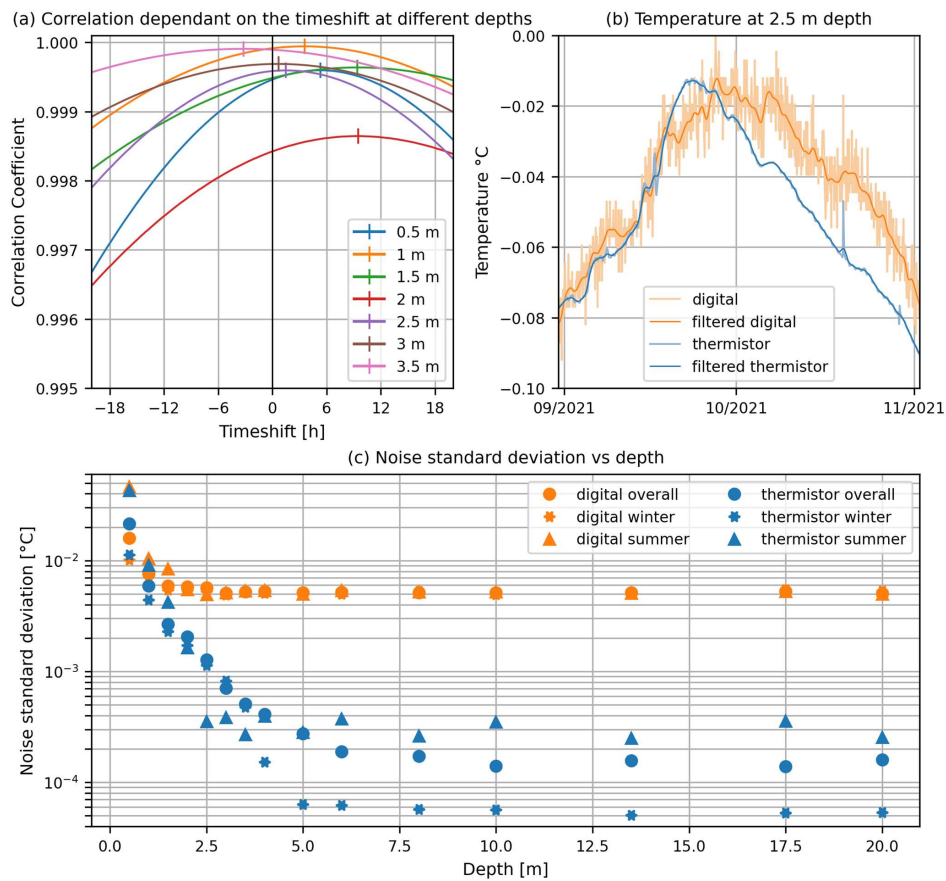 (a) Correlation dependant on the timeshift at different depths
1.000
0.999
0.998
0.997
0.996
0.995
Correlation Coefficient
0.5 m
1 m
1.5 m
2 m
2.5 m
3 m
3.5 m
−18 −12 −6 0 6 12 18
Timeshift [h]
(b) Temperature at 2.5 m depth
0.00
−0.02
−0.04
−0.06
−0.08
−0.10
Temperature °C
digital
filtered digital
thermistor
filtered thermistor
09/2021 10/2021 11/2021
(c) Noise standard deviation vs depth
10⁻²
10⁻³
10⁻⁴
Noise standard deviation [°C]
digital overall
digital winter
digital summer
thermistor overall
thermistor winter
thermistor summer
0.0 2.5 5.0 7.5 10.0 12.5 15.0 17.5 20.0
Depth [m]